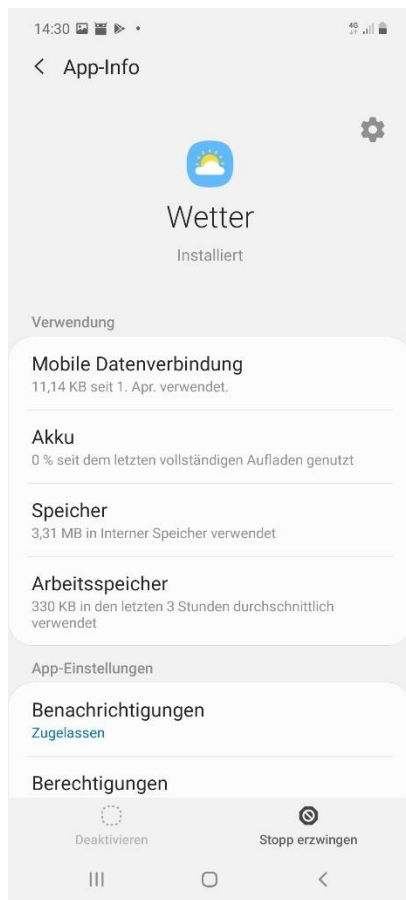 14:30
4G
App-Info
Wetter
Installiert
Verwendung
Mobile Datenverbindung
11,14 KB seit 1. Apr. verwendet.
Akku
0 % seit dem letzten vollständigen Aufladen genutzt
Speicher
3,31 MB in Interner Speicher verwendet
Arbeitsspeicher
330 KB in den letzten 3 Stunden durchschnittlich
verwendet
App-Einstellungen
Benachrichtigungen
Zugelassen
Berechtigungen
Deaktivieren
Stopp erzwingen